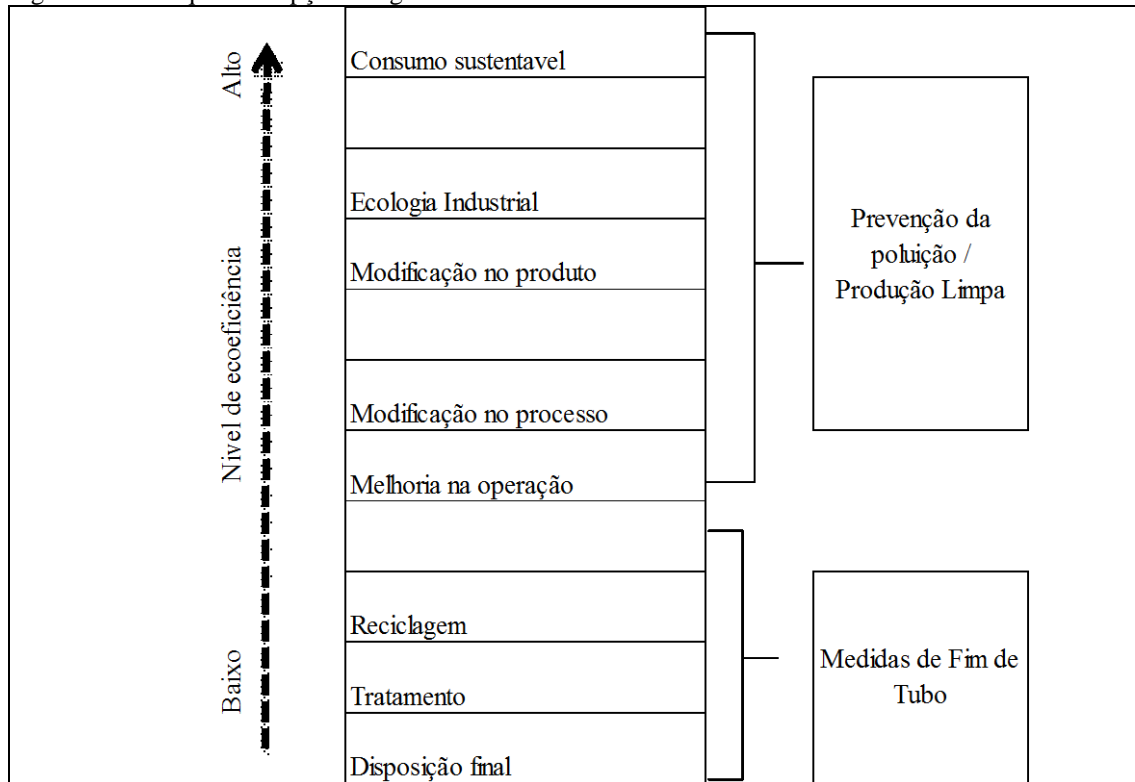 Alto
Nivel de ecoeficiência
Baixo
Consumo sustentavel
Ecologia Industrial
Modificação no produto
Modificação no processo
Melhoria na operação
Reciclagem
Tratamento
Disposição final
Prevenção da
poluição /
Produção Limpa
Medidas de Fim de
Tubo